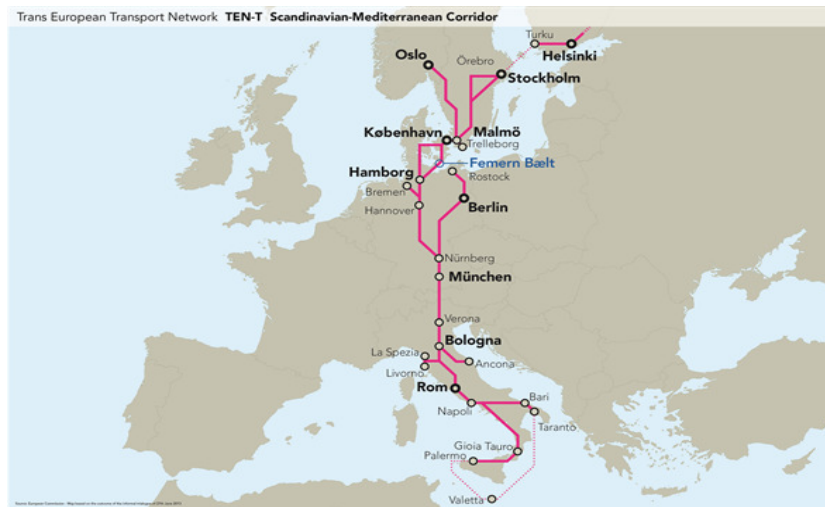 Trans European Transport Network TEN-T Scandinavian-Mediterranean Corridor
Turku
Oslo
Örebro
Helsinki
Stockholm
København
Malmö
Trelleborg
Femern Bælt
Hamborg
Rostock
Bremen
Hannover
Berlin
Nürnberg
München
Verona
Bologna
La Spezia
Ancona
Livorno
Rom
Bari
Napoli
Taranto
Gioia Tauro
Palermo
Valetta